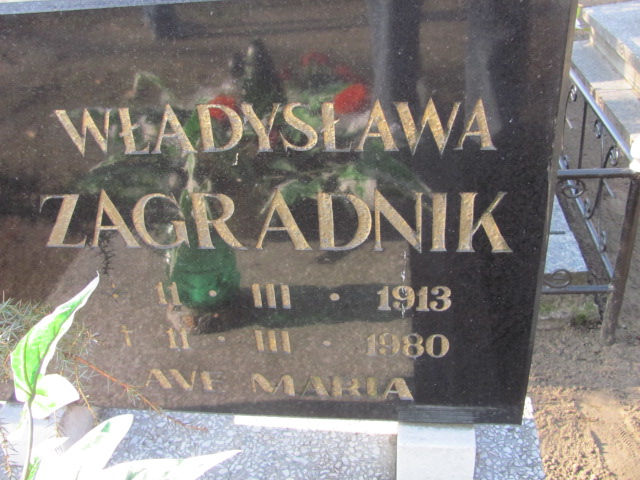 WŁADYSŁAWA
ZAGRADNIK
* 11 · III · 1913
† 11 · III · 1980
AVE MARIA